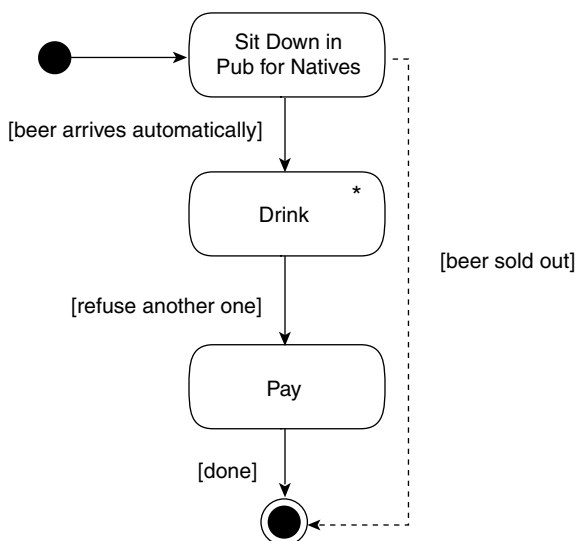 Sit Down in
Pub for Natives
[beer arrives automatically]
*
Drink
[beer sold out]
[refuse another one]
Pay
[done]